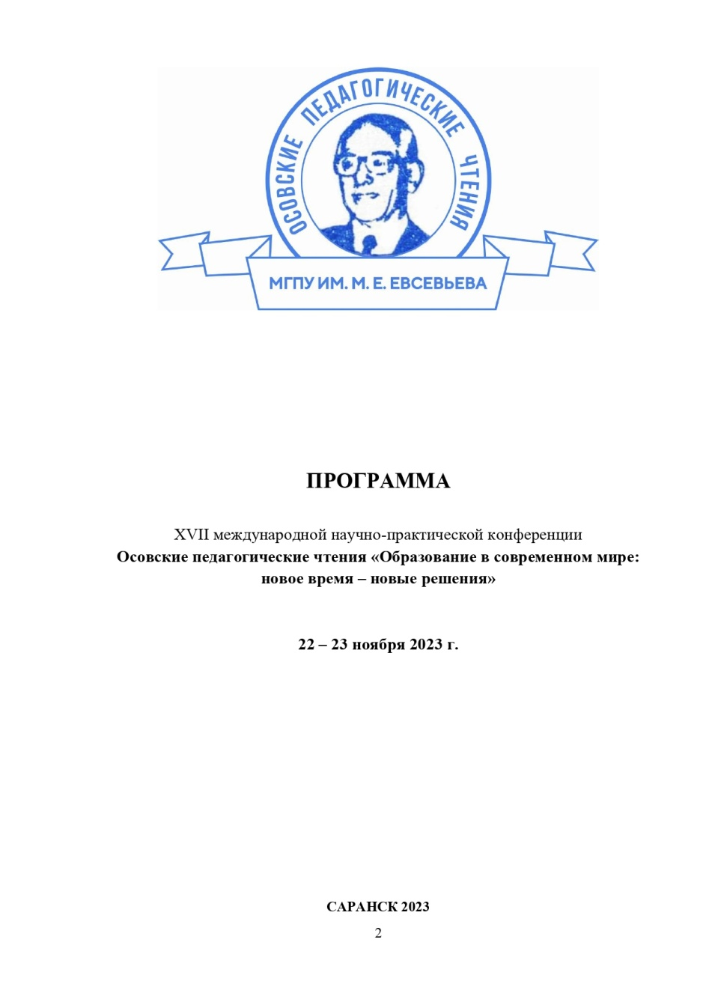 ОСОВСКИЕ ПЕДАГОГИЧЕСКИЕ ЧТЕНИЯ
МГПУ ИМ. М. Е. ЕВСЕВЬЕВА
ПРОГРАММА
XVII международной научно-практической конференции
Осовские педагогические чтения «Образование в современном мире:
новое время – новые решения»
22 – 23 ноября 2023 г.
САРАНСК 2023
2